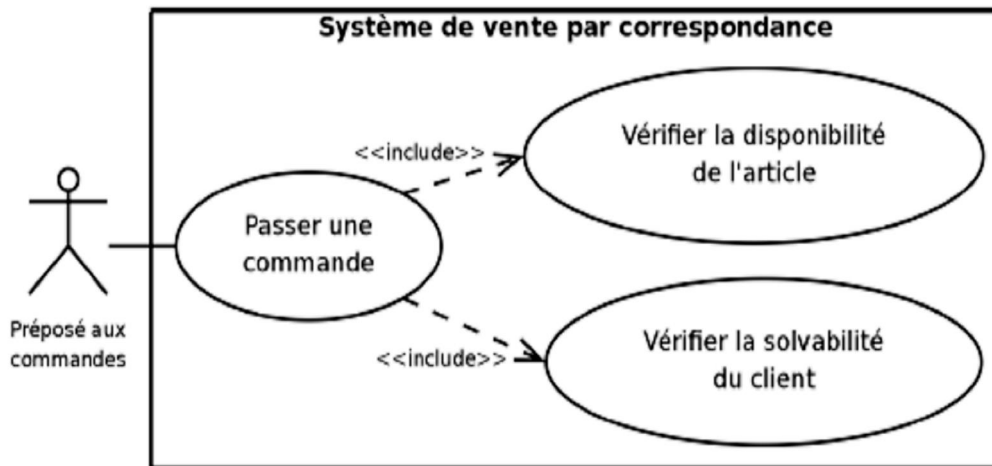 Système de vente par correspondance
Vérifier la disponibilité
de l'article
<<include>>
Passer une
commande
Préposé aux
commandes
<<include>>
Vérifier la solvabilité
du client